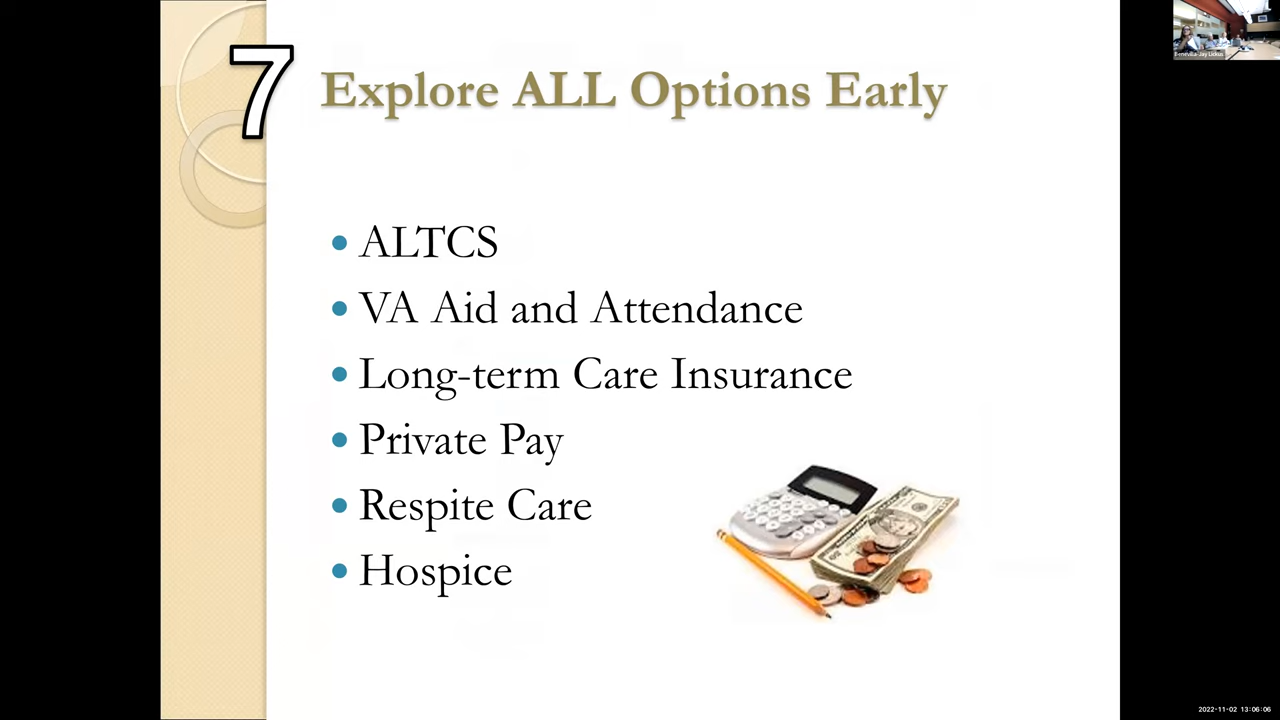 7
Explore ALL Options Early
ALTCS
VA Aid and Attendance
Long-term Care Insurance
Private Pay
Respite Care
Hospice
2022-11-02 13:06:06